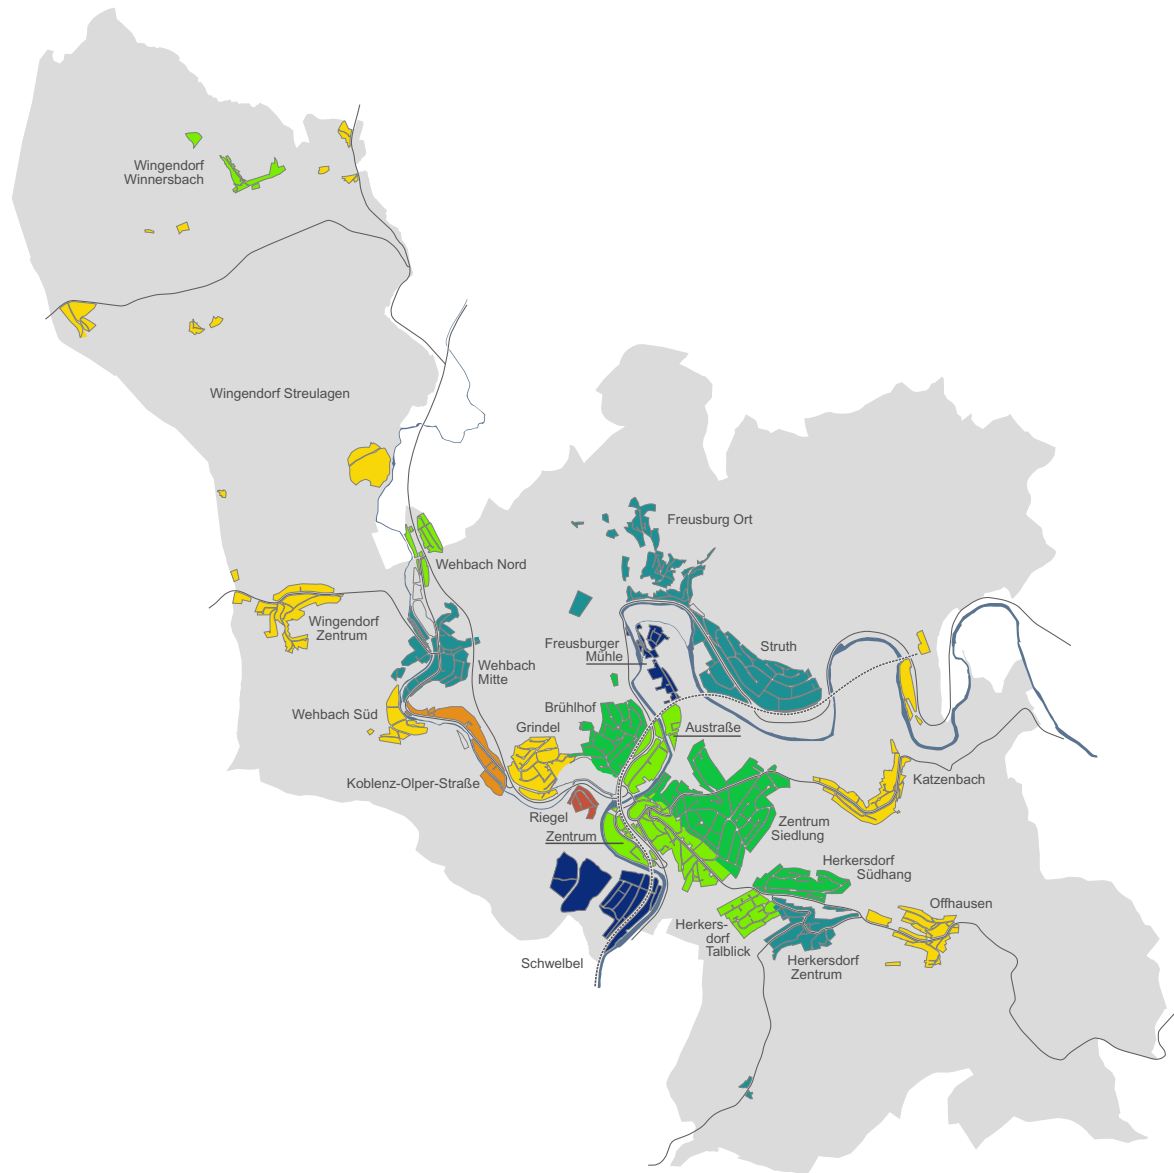 Wingendorf
Winnersbach
Wingendorf Streulagen
Freusburg Ort
Wehbach Nord
Wingendorf
Zentrum
Freusburger
Mühle
Struth
Wehbach
Mitte
Wehbach Süd
Brühlhof
Grindel
Austraße
Koblenz-Olper-Straße
Katzenbach
Riegel
Zentrum
Zentrum
Siedlung
Herkersdorf
Südhang
Offhausen
Herkers-
dorf
Talblick
Herkersdorf
Zentrum
Schwelbel